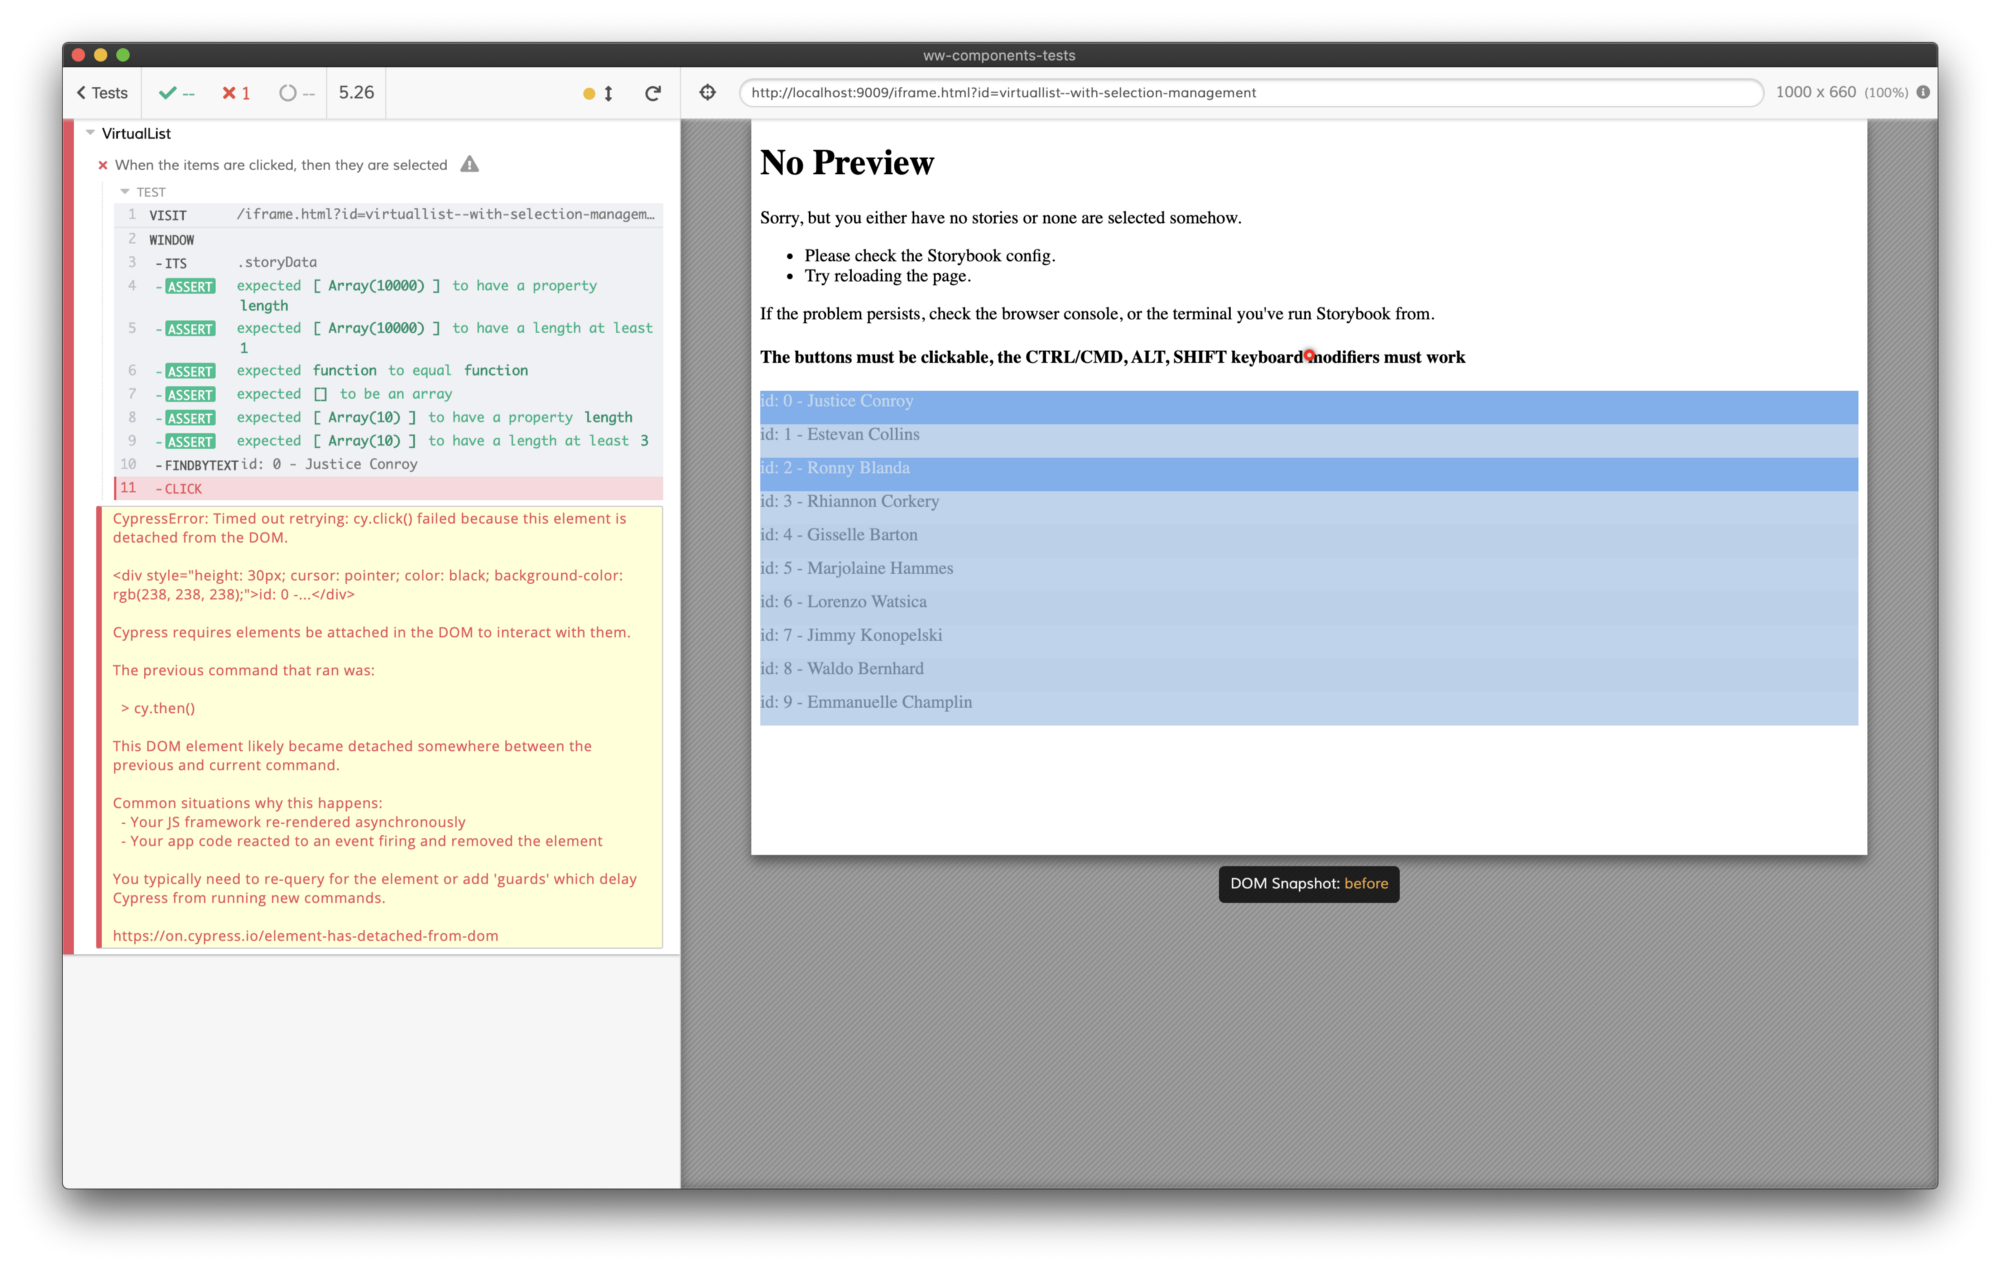 ww-components-tests
Tests
--
1
--
5.26
http://localhost:9009/iframe.html?id=virtuallist--with-selection-management
1000 x 660 (100%)
VirtualList
When the items are clicked, then they are selected
TEST
1 VISIT /iframe.html?id=virtuallist--with-selection-managem…
2 WINDOW
3 -ITS .storyData
4 -ASSERT expected [ Array(10000) ] to have a property
length
5 -ASSERT expected [ Array(10000) ] to have a length at least
1
6 -ASSERT expected function to equal function
7 -ASSERT expected [] to be an array
8 -ASSERT expected [ Array(10) ] to have a property length
9 -ASSERT expected [ Array(10) ] to have a length at least 3
10 -FINDBYTEXT id: 0 - Justice Conroy
11 -CLICK
CypressError: Timed out retrying: cy.click() failed because this element is
detached from the DOM.
<div style="height: 30px; cursor: pointer; color: black; background-color:
rgb(238, 238, 238);">id: 0 -...</div>
Cypress requires elements be attached in the DOM to interact with them.
The previous command that ran was:
> cy.then()
This DOM element likely became detached somewhere between the
previous and current command.
Common situations why this happens:
- Your JS framework re-rendered asynchronously
- Your app code reacted to an event firing and removed the element
You typically need to re-query for the element or add 'guards' which delay
Cypress from running new commands.
https://on.cypress.io/element-has-detached-from-dom
No Preview
Sorry, but you either have no stories or none are selected somehow.
• Please check the Storybook config.
• Try reloading the page.
If the problem persists, check the browser console, or the terminal you've run Storybook from.
The buttons must be clickable, the CTRL/CMD, ALT, SHIFT keyboard modifiers must work
id: 0 - Justice Conroy
id: 1 - Estevan Collins
id: 2 - Ronny Blanda
id: 3 - Rhiannon Corkery
id: 4 - Gisselle Barton
id: 5 - Marjolaine Hammes
id: 6 - Lorenzo Watsica
id: 7 - Jimmy Konopelski
id: 8 - Waldo Bernhard
id: 9 - Emmanuelle Champlin
DOM Snapshot: before